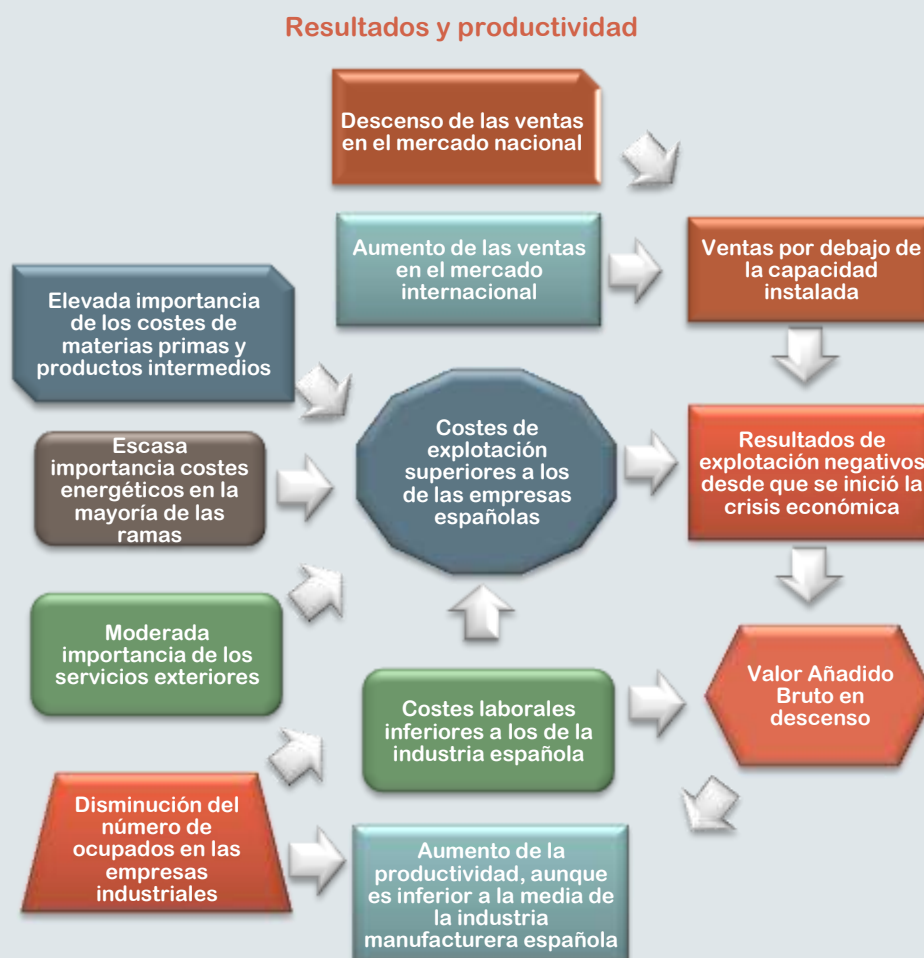 Resultados y productividad
Descenso de las ventas
en el mercado nacional
Aumento de las ventas
en el mercado
internacional
Ventas por debajo de
la capacidad
instalada
Elevada importancia
de los costes de
materias primas y
productos intermedios
Costes de
explotación
superiores a los
de las empresas
españolas
Resultados de
explotación negativos
desde que se inició la
crisis económica
Escasa
importancia costes
energéticos en la
mayoría de las
ramas
Moderada
importancia de los
servicios exteriores
Costes laborales
inferiores a los de la
industria española
Valor Añadido
Bruto en
descenso
Disminución del
número de
ocupados en las
empresas
industriales
Aumento de la
productividad, aunque
es inferior a la media de
la industria
manufacturera española